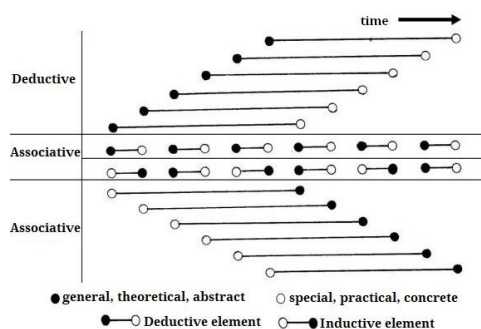 time
Deductive
Associative
Associative
general, theoretical, abstract
special, practical, concrete
Deductive element
Inductive element